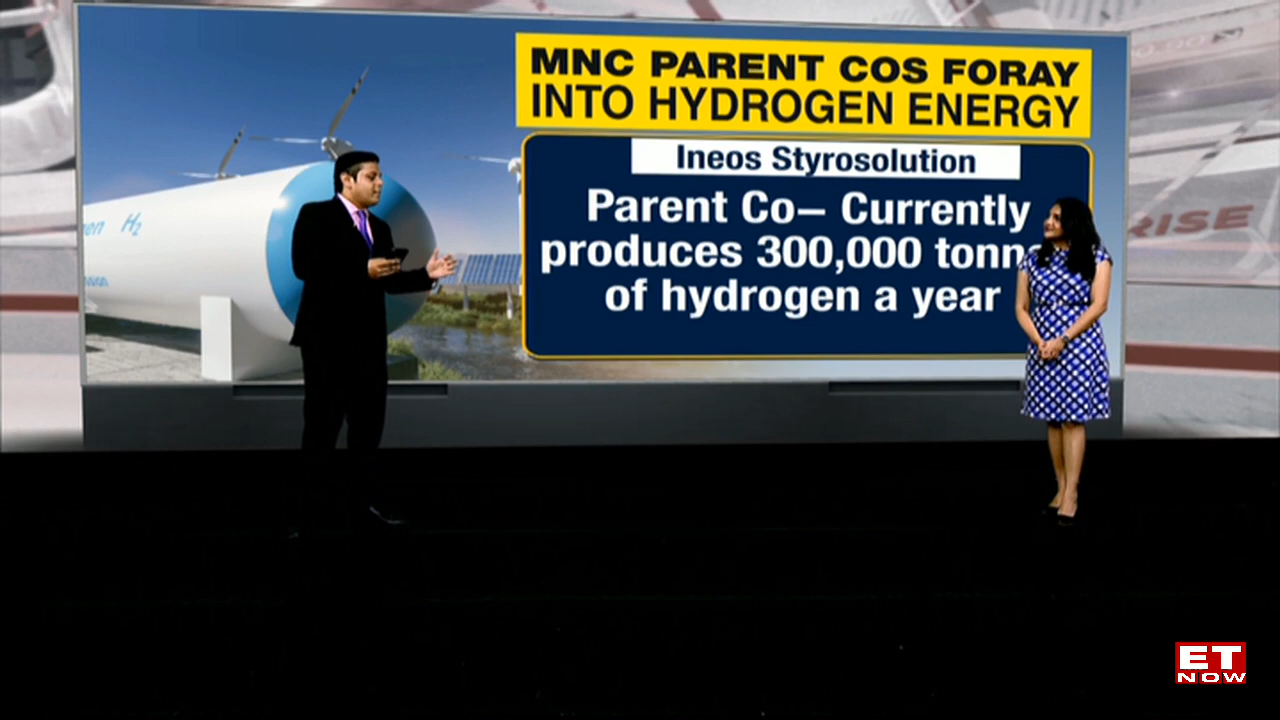 MNC PARENT COS FORAY
INTO HYDROGEN ENERGY
Ineos Styrosolution
Parent Co– Currently
produces 300,000
of hydrogen a year
H₂
RISE
ET
NOW